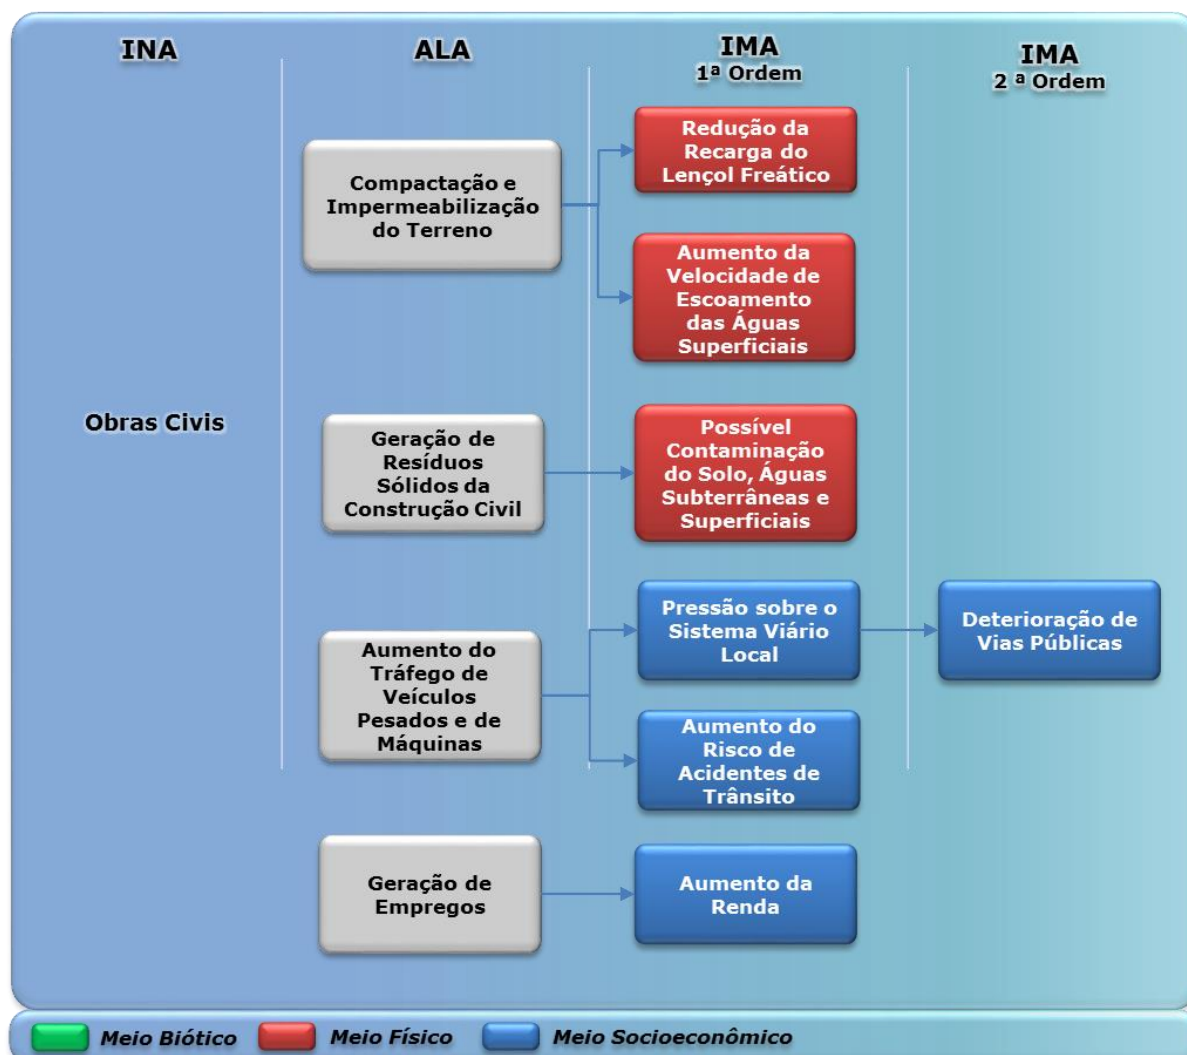 INA
ALA
IMA
1ª Ordem
IMA
2 ª Ordem
Obras Civis
Compactação e
Impermeabilização
do Terreno
Redução da
Recarga do
Lençol Freático
Aumento da
Velocidade de
Escoamento
das Águas
Superficiais
Geração de
Resíduos
Sólidos da
Construção Civil
Possível
Contaminação
do Solo, Águas
Subterrâneas e
Superficiais
Aumento do
Tráfego de
Veículos
Pesados e de
Máquinas
Pressão sobre o
Sistema Viário
Local
Deterioração de
Vias Públicas
Aumento do
Risco de
Acidentes de
Trânsito
Geração de
Empregos
Aumento da
Renda
Meio Biótico
Meio Físico
Meio Socioeconômico